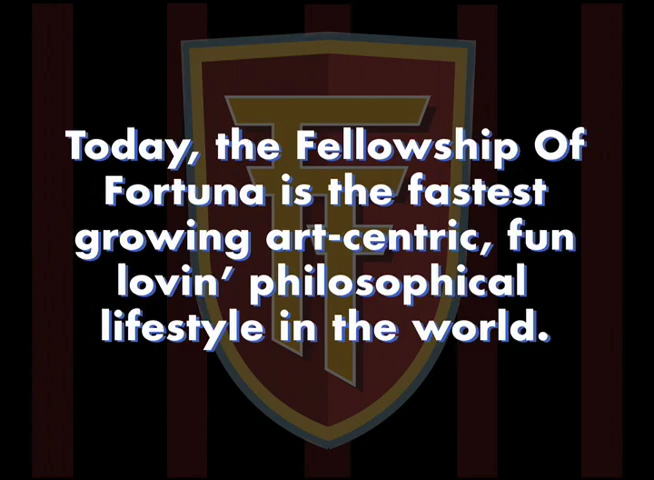 Today, the Fellowship Of
Fortuna is the fastest
growing art-centric, fun
lovin’ philosophical
lifestyle in the world.